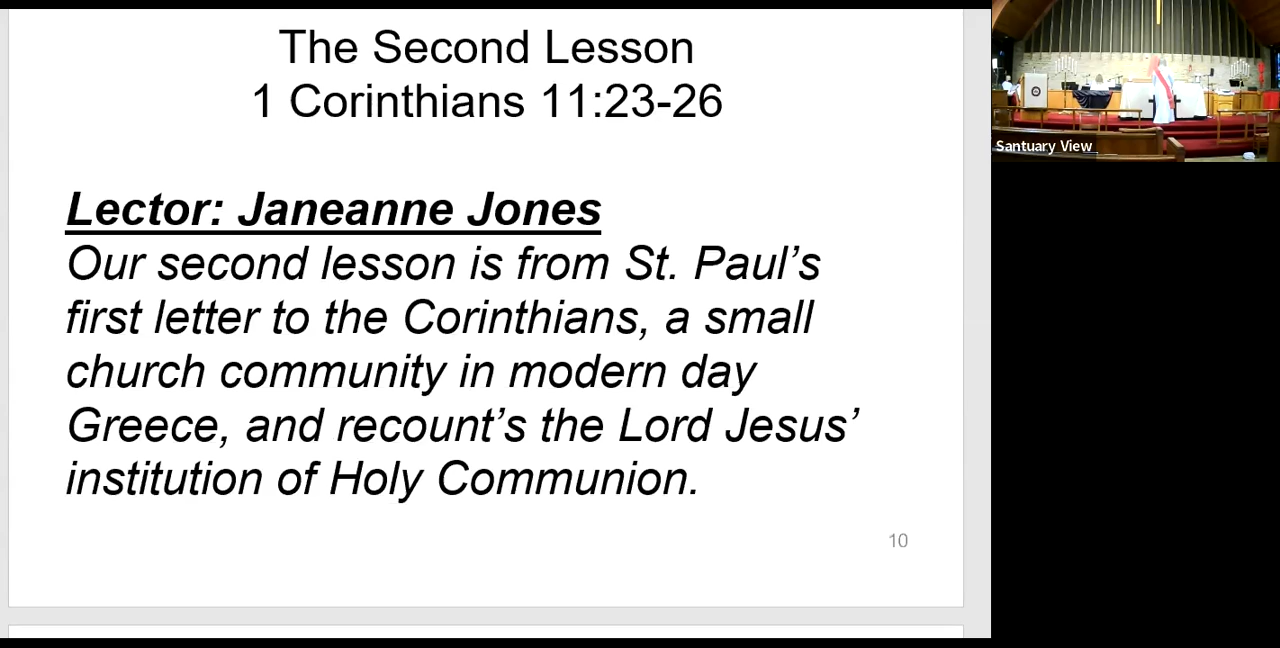 The Second Lesson
1 Corinthians 11:23-26
Lector: Janeanne Jones
Our second lesson is from St. Paul’s
first letter to the Corinthians, a small
church community in modern day
Greece, and recount’s the Lord Jesus’
institution of Holy Communion.
10
Santuary View